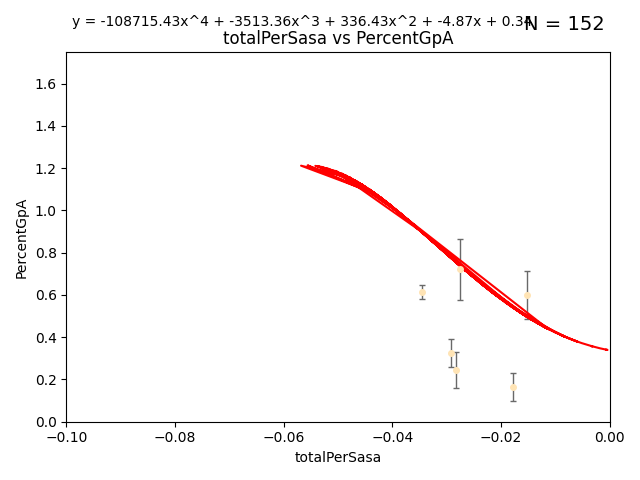 y = -108715.43x^4 + -3513.36x^3 + 336.43x^2 + -4.87x + 0.34
N = 152
totalPerSasa vs PercentGpA
1.6
1.4
1.2
1.0
0.8
0.6
0.4
0.2
0.0
PercentGpA
−0.10 −0.08 −0.06 −0.04 −0.02 0.00
totalPerSasa